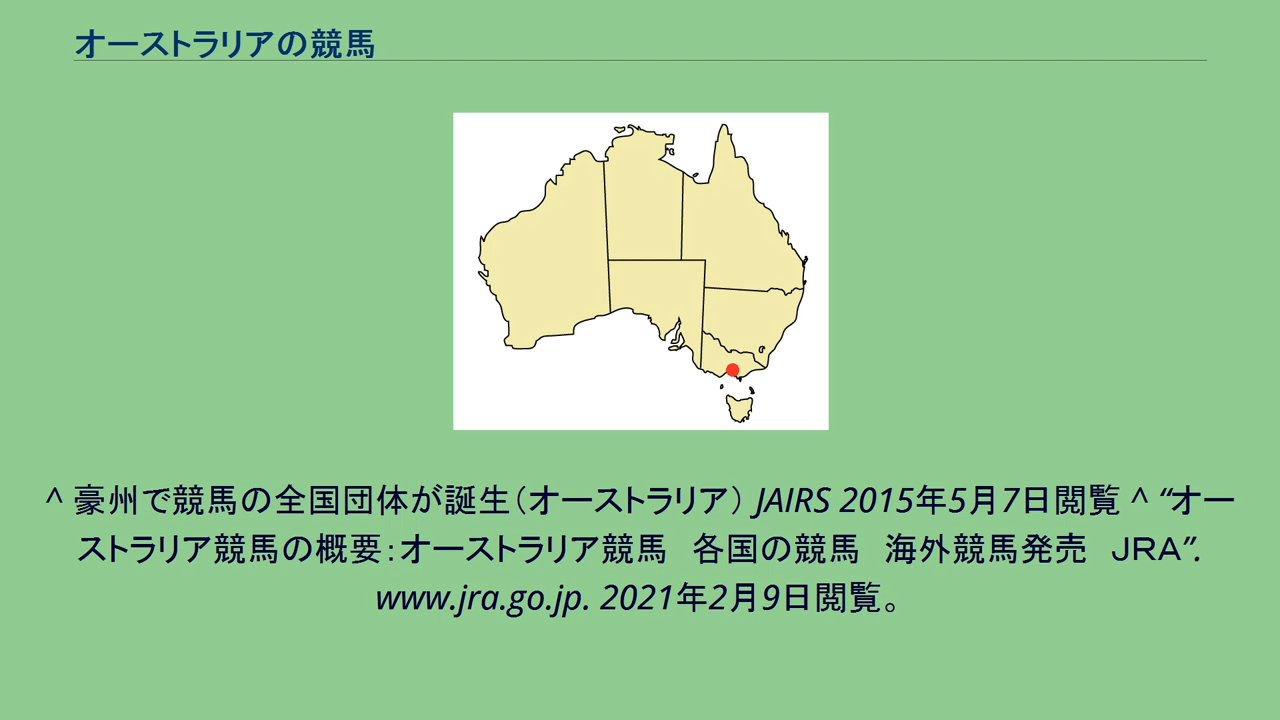 オーストラリアの競馬
^ 豪州で競馬の全国団体が誕生（オーストラリア） JAIRS 2015年5月7日閲覧 ^ “オー
ストラリア競馬の概要：オーストラリア競馬　各国の競馬　海外競馬発売　ＪＲＡ”.
www.jra.go.jp. 2021年2月9日閲覧。